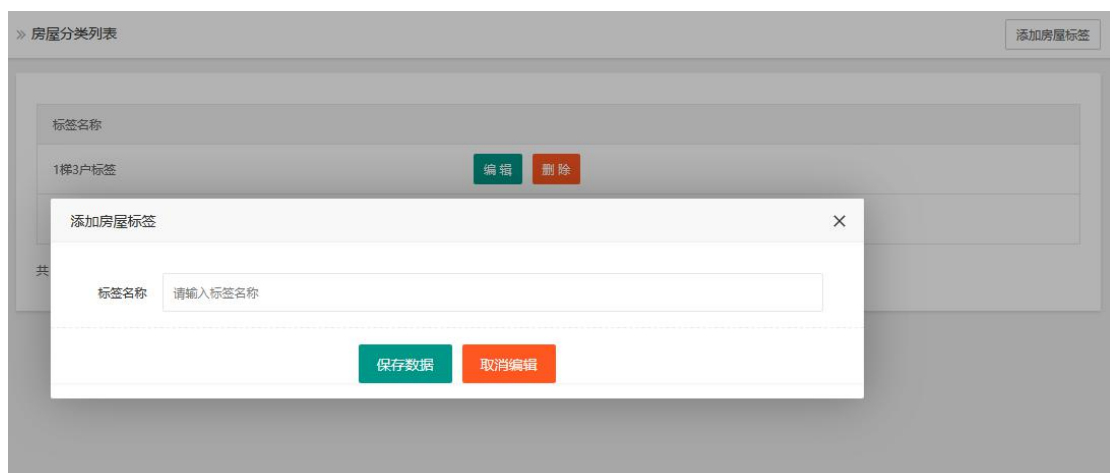 » 房屋分类列表
添加房屋标签
标签名称
1梯3户标签 编辑 删除
添加房屋标签 ×
共
标签名称 请输入标签名称
保存数据 取消编辑